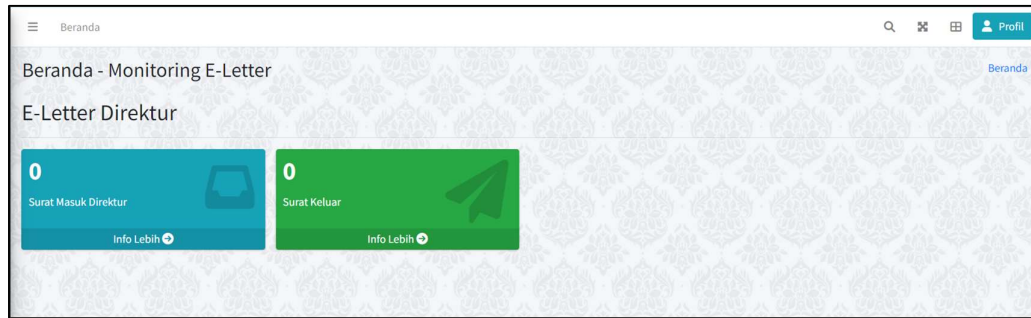 Beranda
Profil
Beranda - Monitoring E-Letter
Beranda
E-Letter Direktur
0
Surat Masuk Direktur
Info Lebih
0
Surat Keluar
Info Lebih